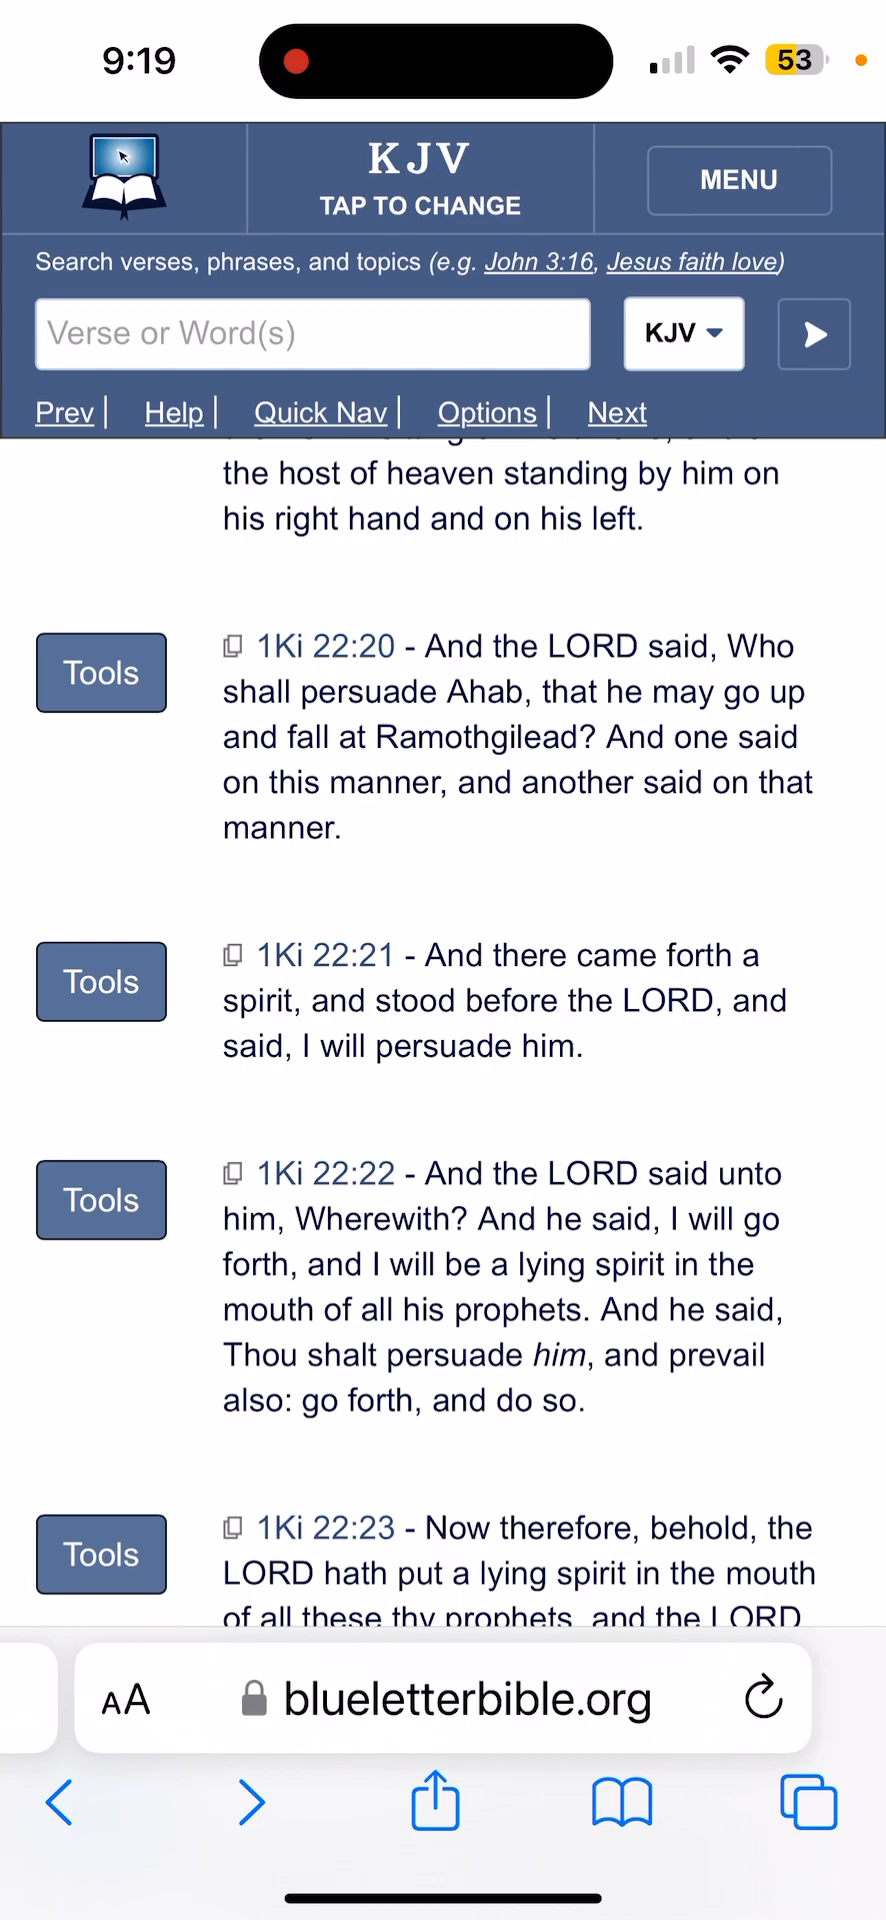 9:19
53
KJV
TAP TO CHANGE
MENU
Search verses, phrases, and topics (e.g. John 3:16, Jesus faith love)
Verse or Word(s)
KJV
Prev | Help | Quick Nav | Options | Next
the host of heaven standing by him on
his right hand and on his left.
Tools
1Ki 22:20 - And the LORD said, Who
shall persuade Ahab, that he may go up
and fall at Ramothgilead? And one said
on this manner, and another said on that
manner.
Tools
1Ki 22:21 - And there came forth a
spirit, and stood before the LORD, and
said, I will persuade him.
Tools
1Ki 22:22 - And the LORD said unto
him, Wherewith? And he said, I will go
forth, and I will be a lying spirit in the
mouth of all his prophets. And he said,
Thou shalt persuade him, and prevail
also: go forth, and do so.
Tools
1Ki 22:23 - Now therefore, behold, the
LORD hath put a lying spirit in the mouth
of all these thy prophets, and the LORD
AA
blueletterbible.org